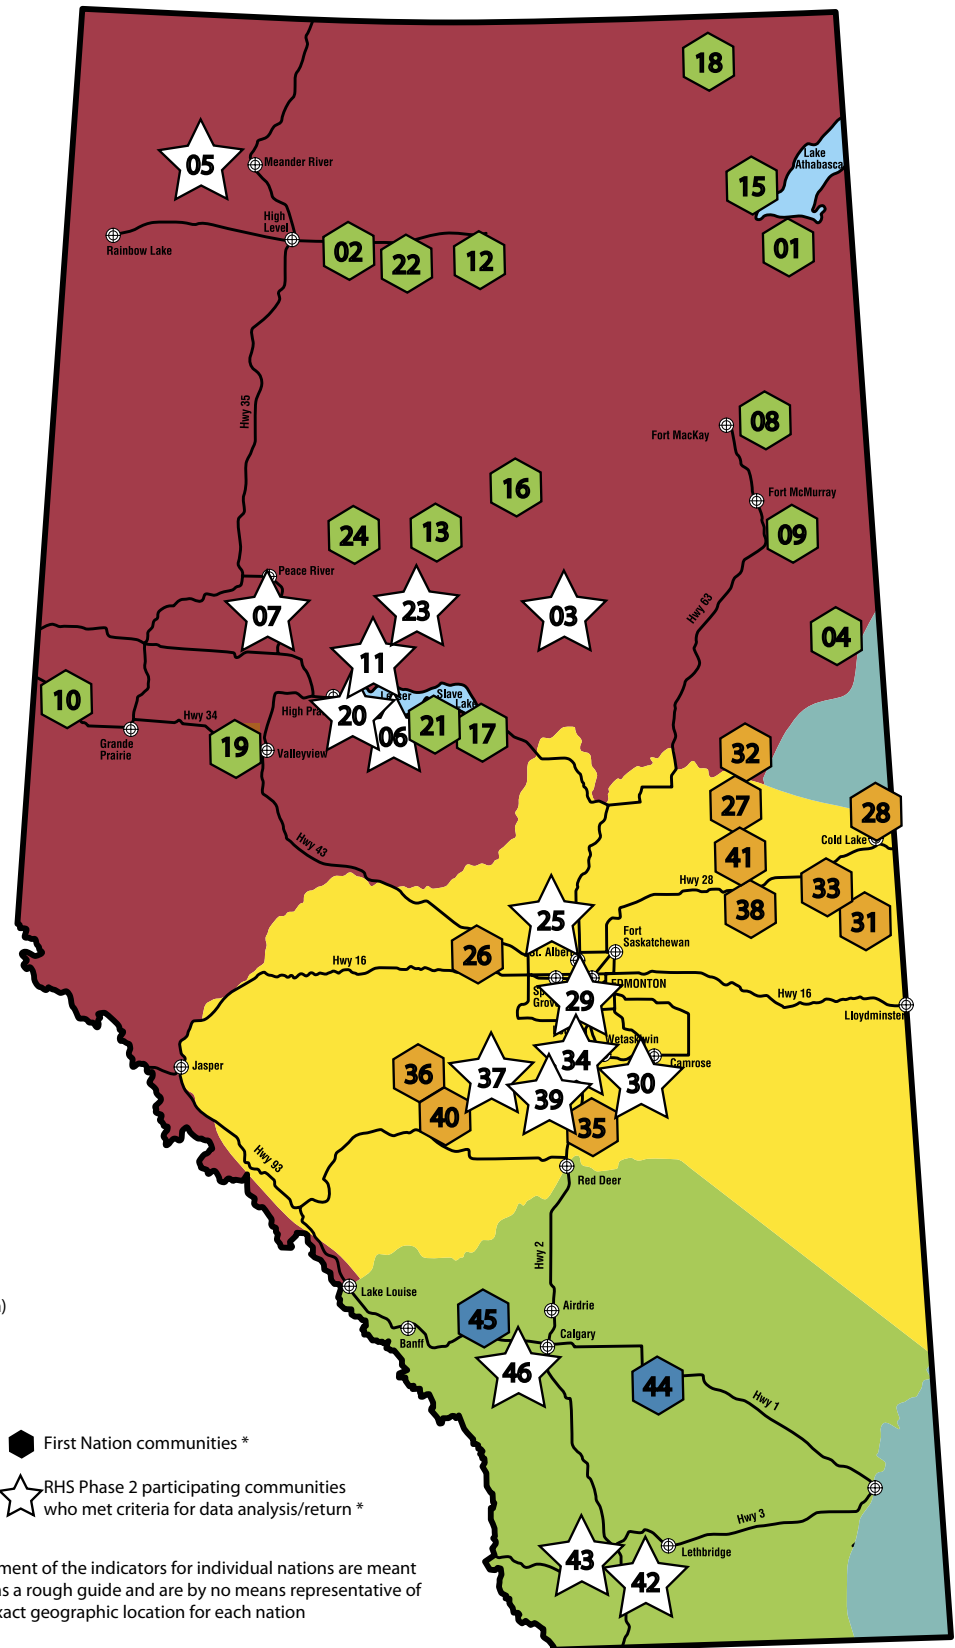 18
05
Meander River
Lake
Athabasca
15
High
Level
Rainbow Lake
02
22
12
01
Hwy 35
08
Fort MacKay
16
Fort McMurray
24
13
09
Peace River
07
23
03
Hwy 63
04
11
10
Lesser
Slave
Lake
High Pra
20
06
21
17
Hwy 34
Grande
Prairie
19
Valleyview
32
27
28
Cold Lake
Hwy 43
41
Hwy 28
33
38
31
25
Fort
Saskatchewan
St. Albert
26
Hwy 16
Sp
Grov
EDMONTON
29
Hwy 16
Lloydminster
Wetaskiwin
Camrose
34
Jasper
36
37
30
39
40
35
Hwy 93
Red Deer
Hwy 2
Lake Louise
Airdrie
45
Banff
Calgary
46
44
Hwy 1
)
First Nation communities *
RHS Phase 2 participating communities
who met criteria for data analysis/return *
Hwy 3
43
Lethbridge
42
ment of the indicators for individual nations are meant
as a rough guide and are by no means representative of
xact geographic location for each nation